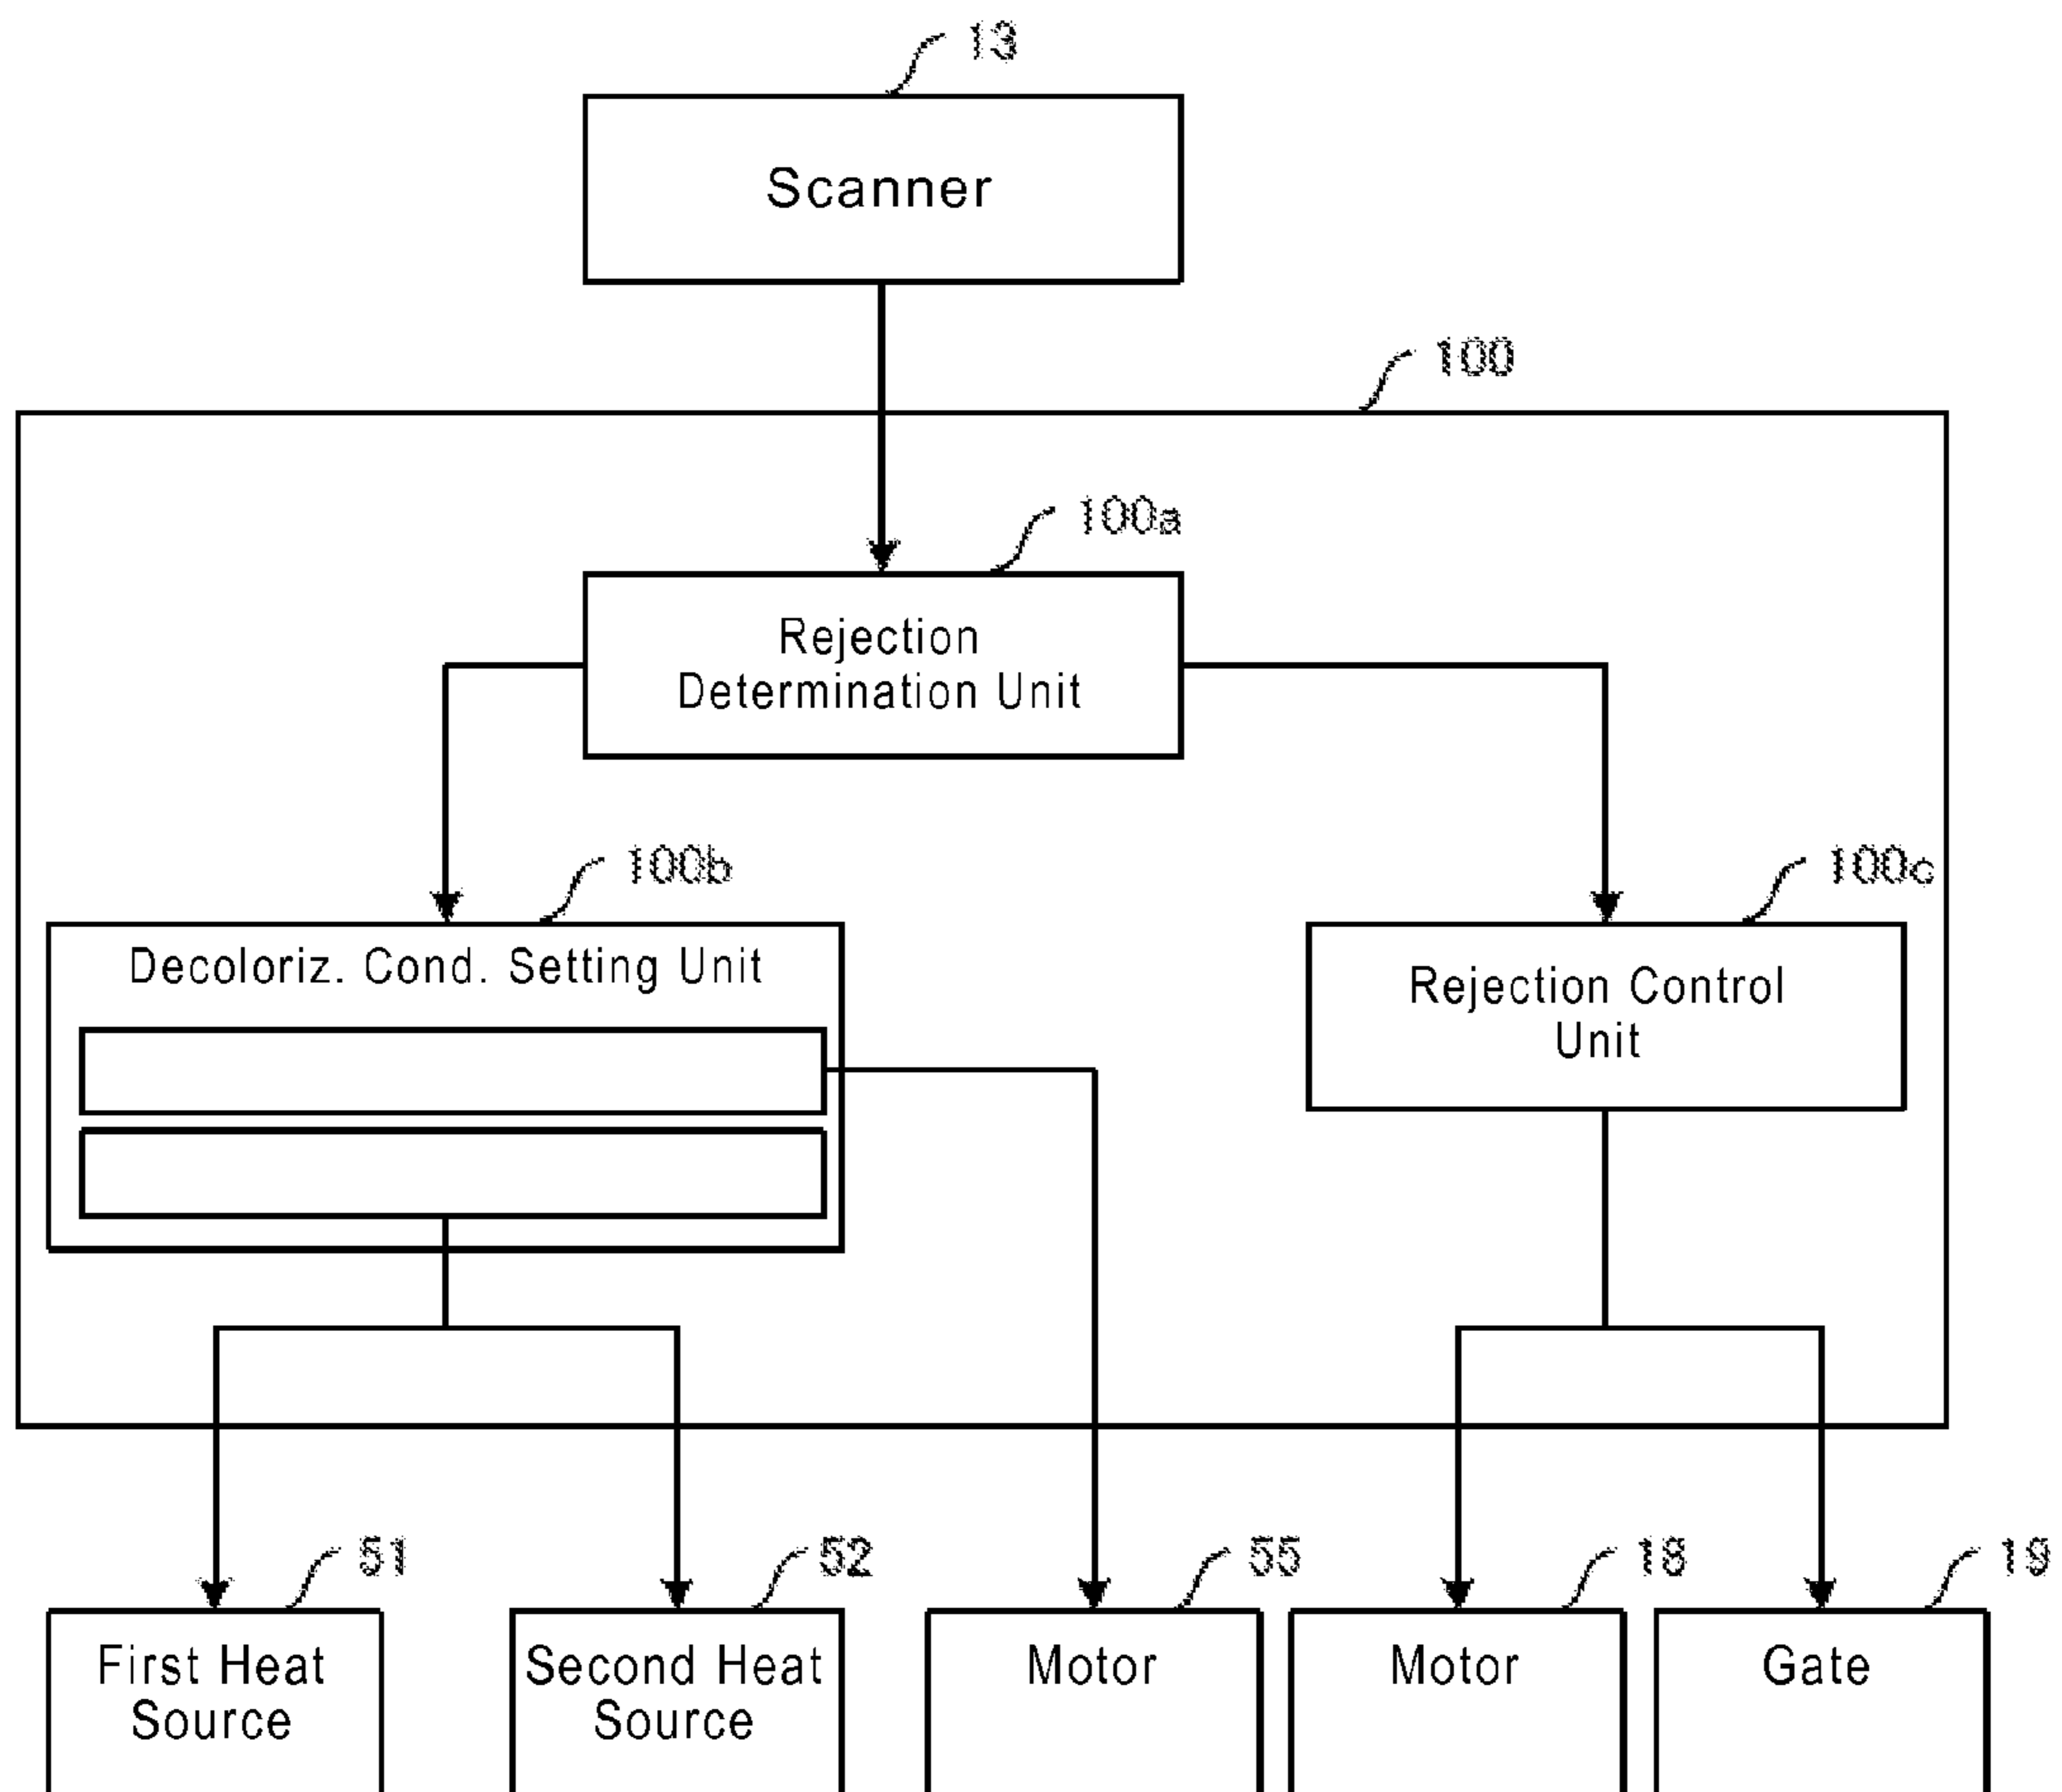 13
Scanner
100
100a
Rejection
Determination Unit
100b
100c
Decoloriz. Cond. Setting Unit
Rejection Control
Unit
51
52
55
18
19
First Heat
Source
Second Heat
Source
Motor
Motor
Gate